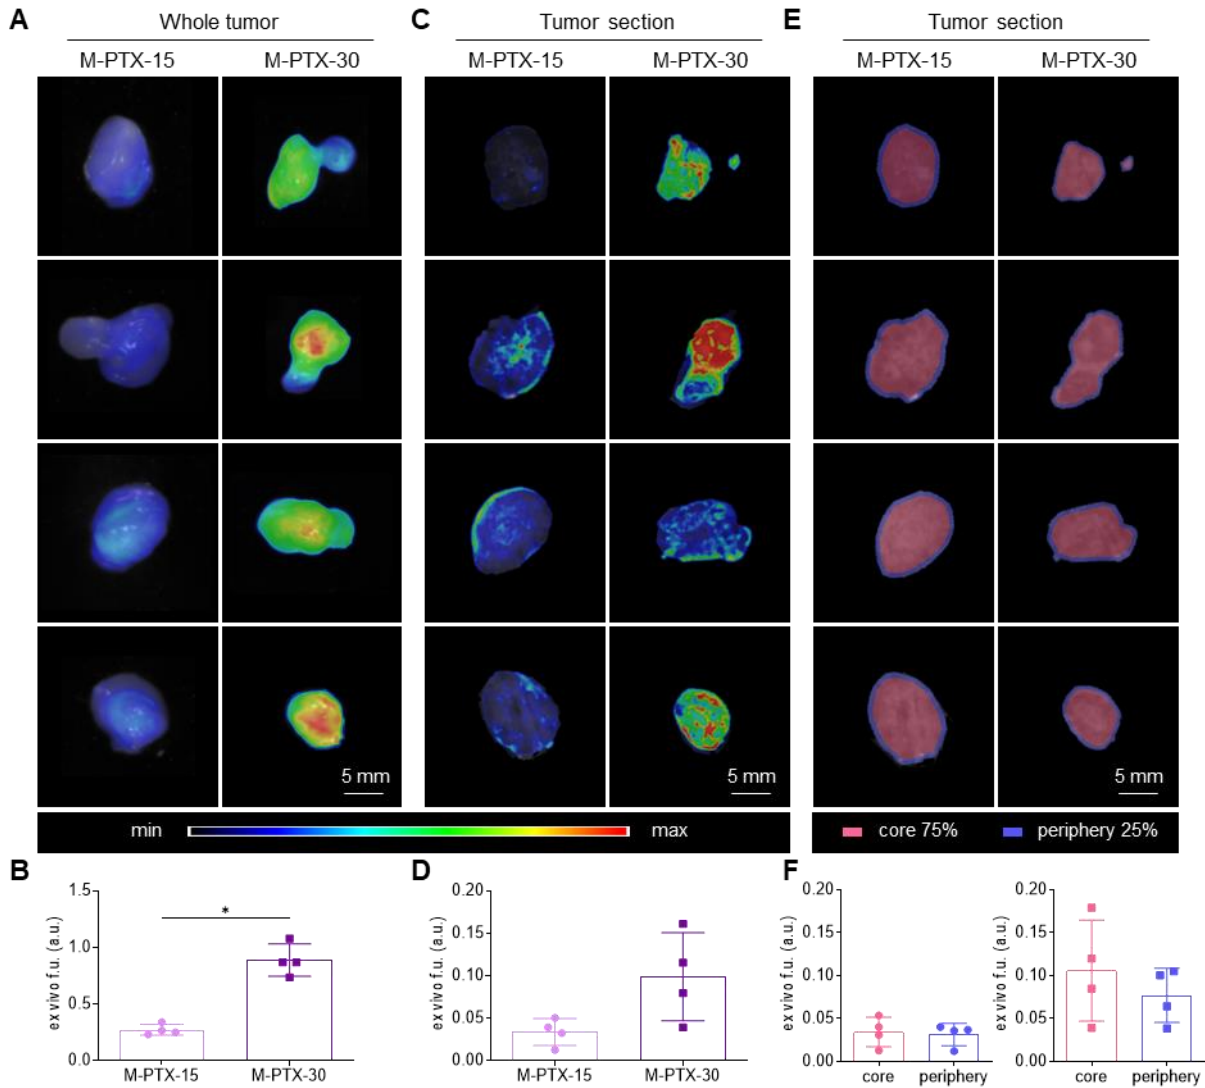 A
Whole tumor
M-PTX-15
M-PTX-30
5 mm
min
max
C
Tumor section
M-PTX-15
M-PTX-30
5 mm
E
Tumor section
M-PTX-15
M-PTX-30
5 mm
core 75%
periphery 25%
B
ex vivo f.u. (a.u.)
1.5
1.0
0.5
0.0
*
M-PTX-15
M-PTX-30
D
ex vivo f.u. (a.u.)
0.20
0.15
0.10
0.05
0.00
M-PTX-15
M-PTX-30
F
ex vivo f.u. (a.u.)
0.20
0.15
0.10
0.05
0.00
core
periphery
ex vivo f.u. (a.u.)
0.20
0.15
0.10
0.05
0.00
core
periphery